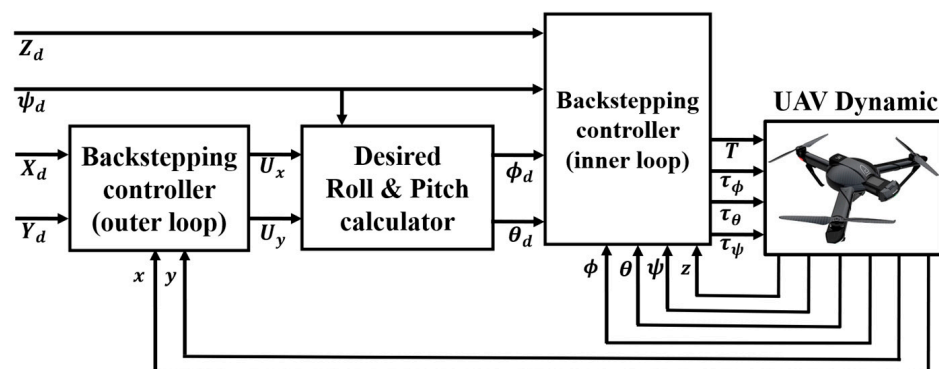 Z_d
ψ_d
X_d
Y_d
Backstepping
controller
(outer loop)
U_x
U_y
Desired
Roll & Pitch
calculator
ϕ_d
θ_d
Backstepping
controller
(inner loop)
T
τ_ϕ
τ_θ
τ_ψ
UAV Dynamic
x y
ϕ θ ψ z